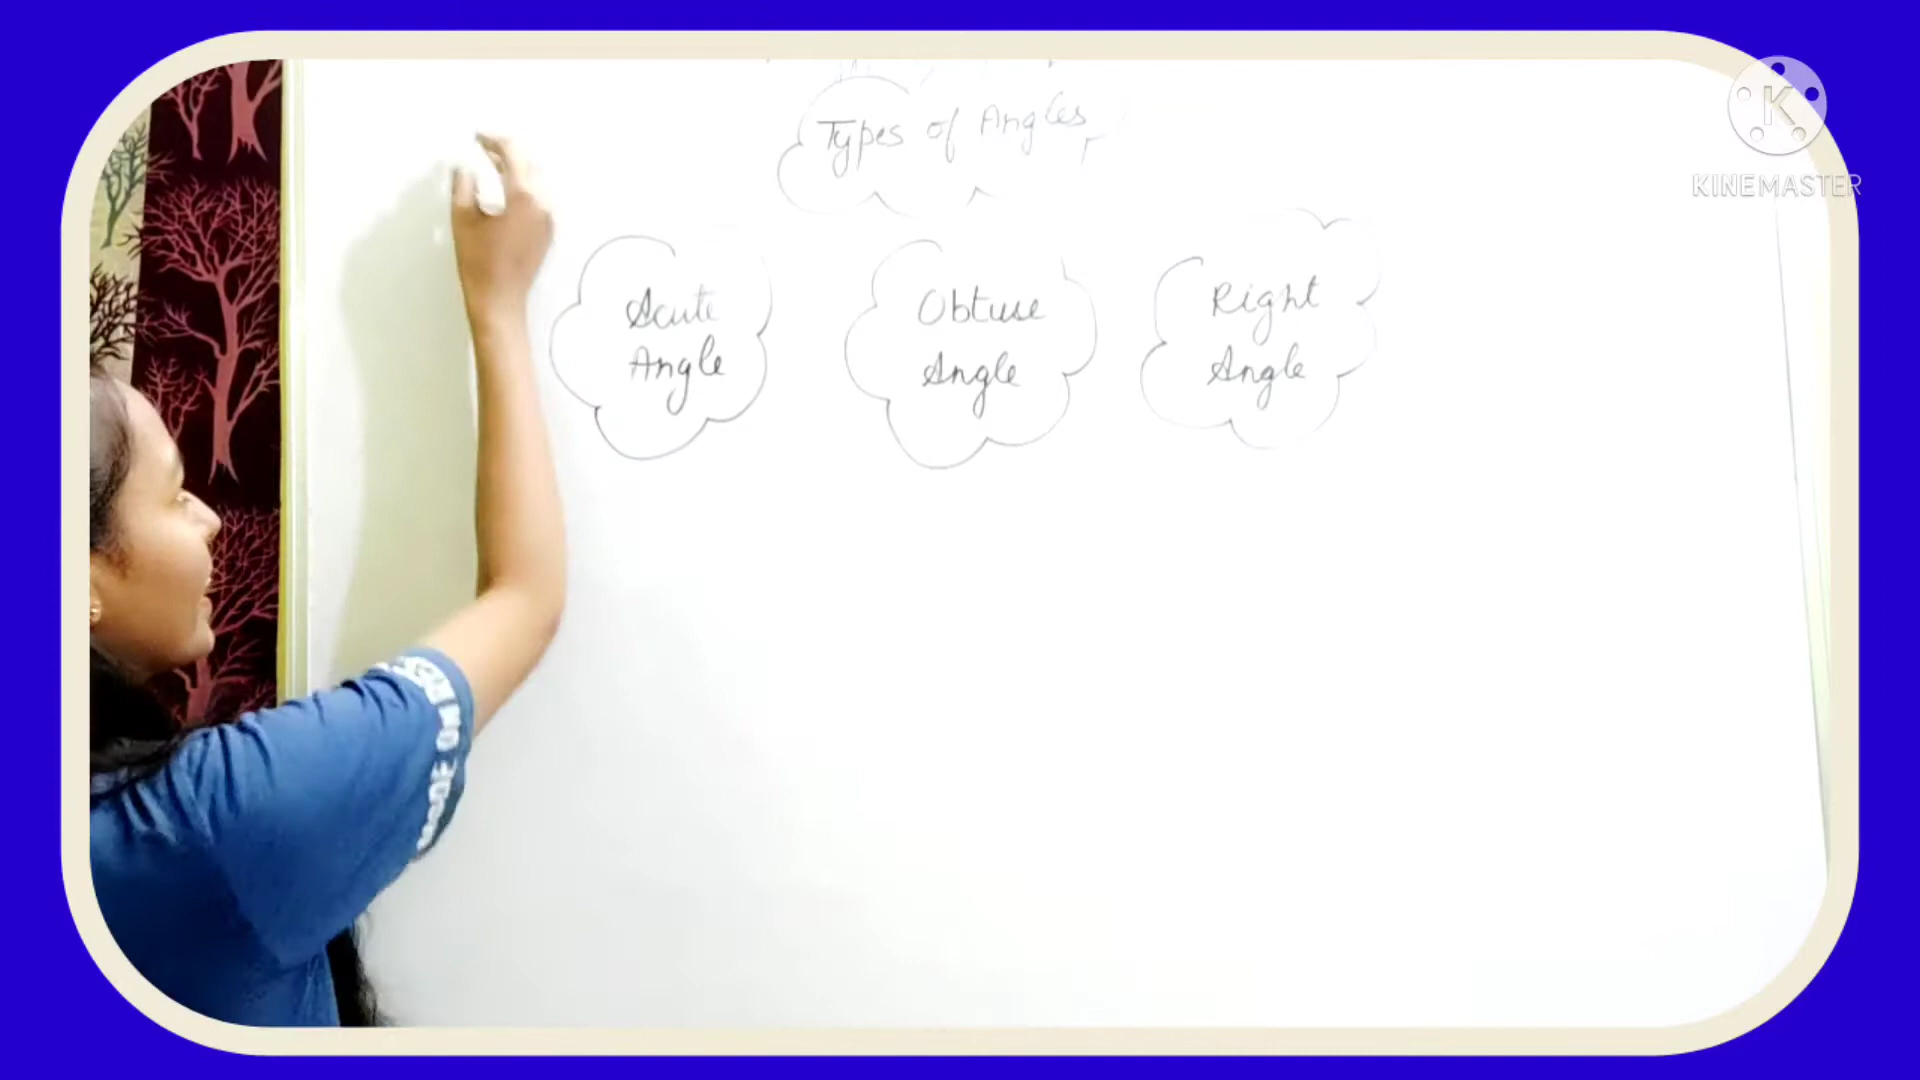 Types of Angles
Acute
Angle
Obtuse
Angle
Right
Angle
KINEMASTER